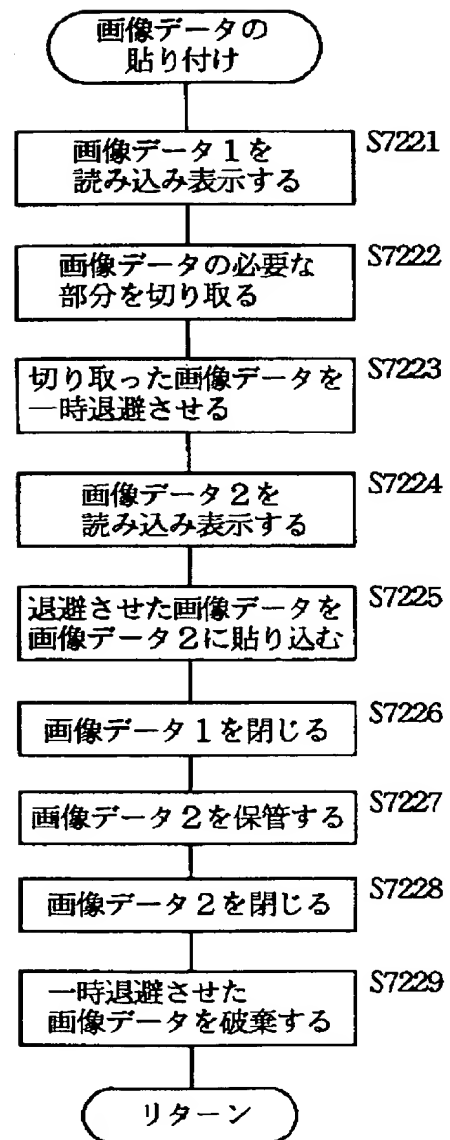 画像データの
貼り付け
画像データ1を
読み込み表示する
S7221
画像データの必要な
部分を切り取る
S7222
切り取った画像データを
一時退避させる
S7223
画像データ2を
読み込み表示する
S7224
退避させた画像データを
画像データ2に貼り込む
S7225
画像データ1を閉じる
S7226
画像データ2を保管する
S7227
画像データ2を閉じる
S7228
一時退避させた
画像データを破棄する
S7229
リターン